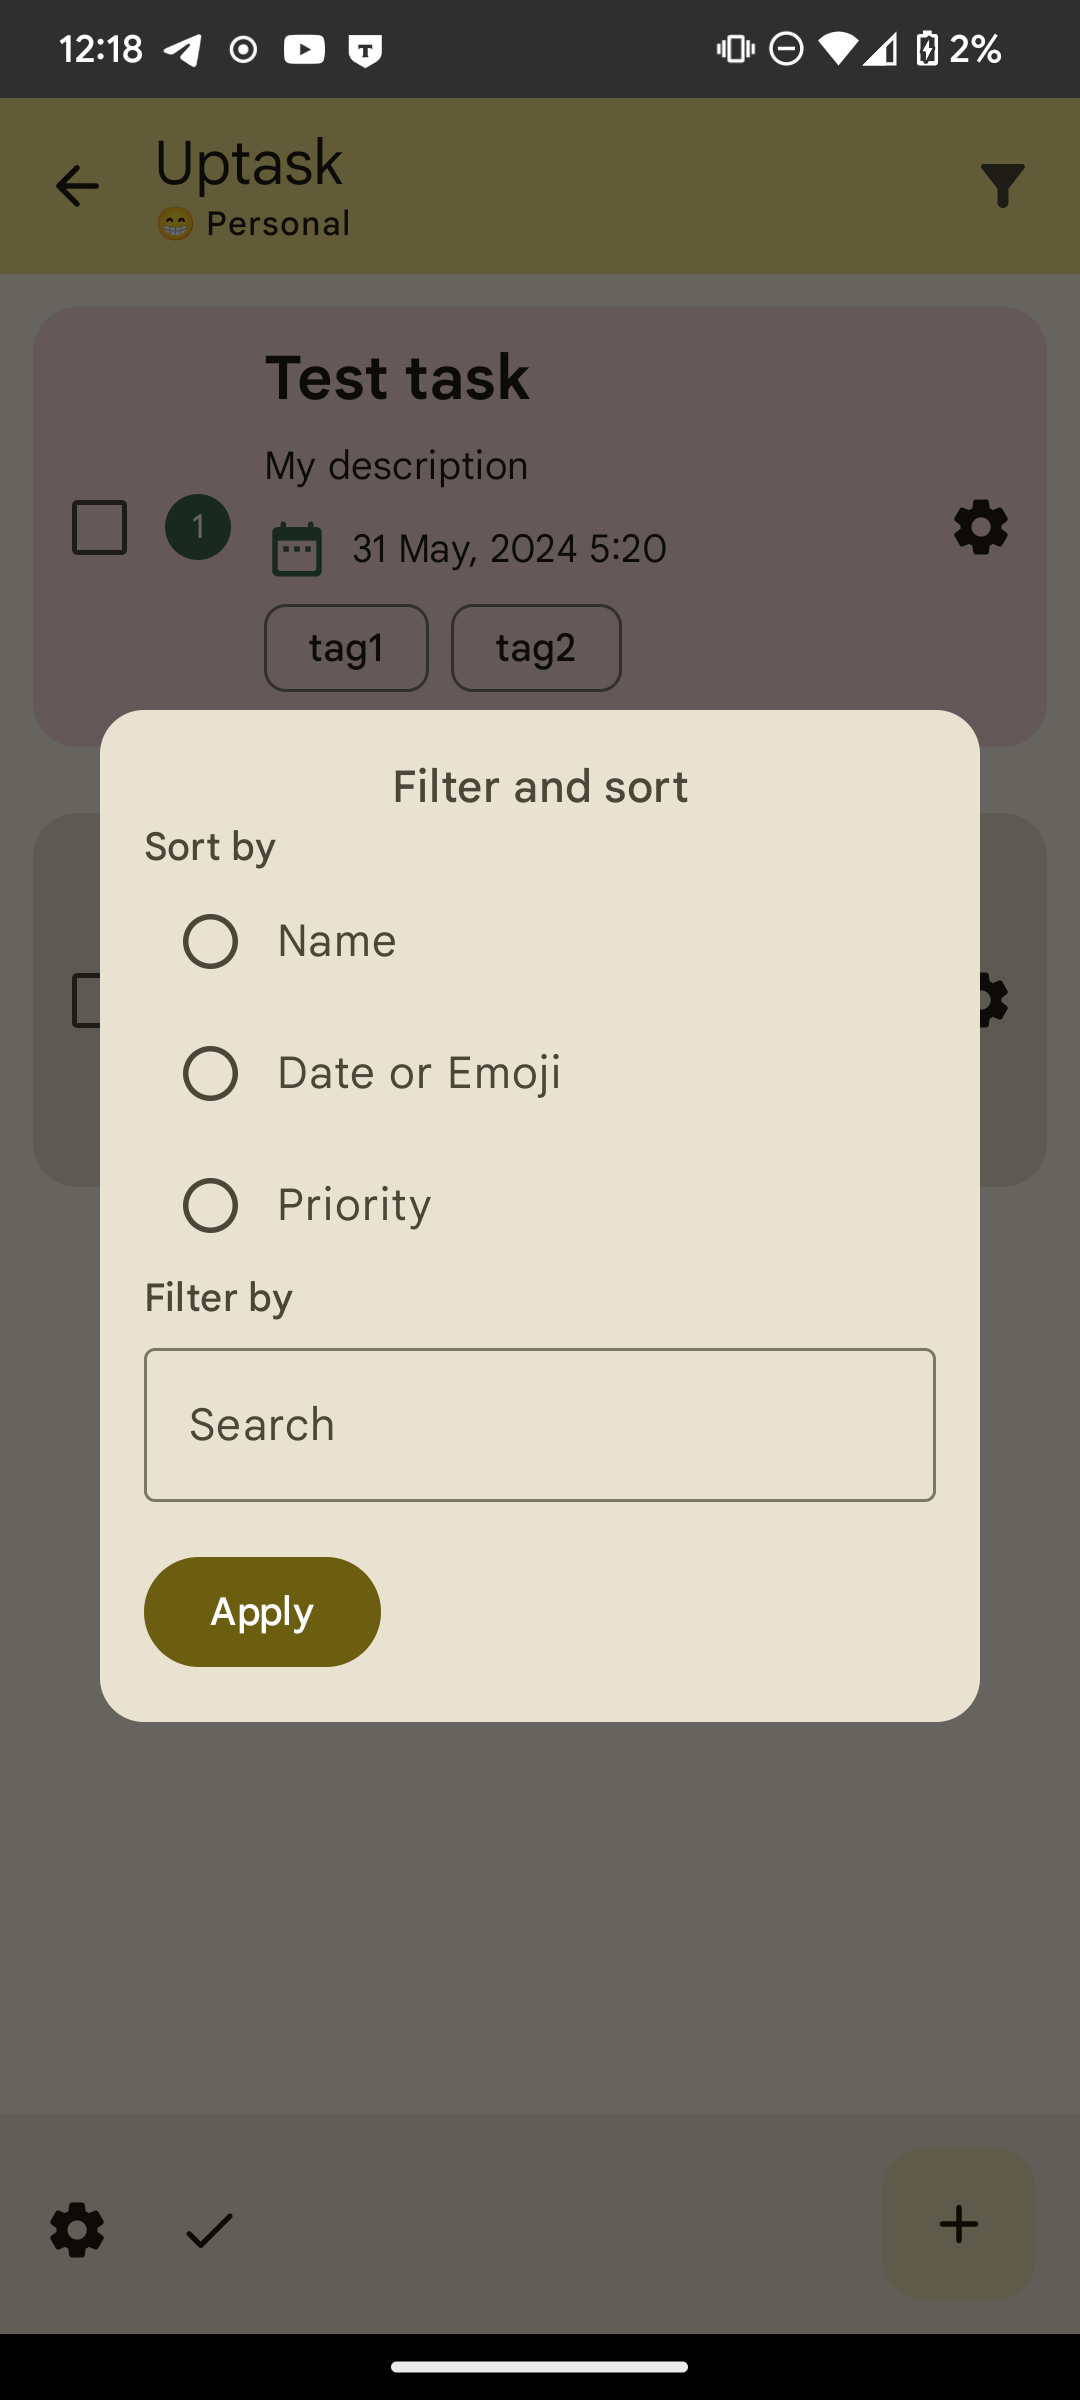 12:18
2%
Uptask
😁 Personal
Test task
My description
1
31 May, 2024 5:20
tag1 tag2
Filter and sort
Sort by
Name
Date or Emoji
Priority
Filter by
Search
Apply